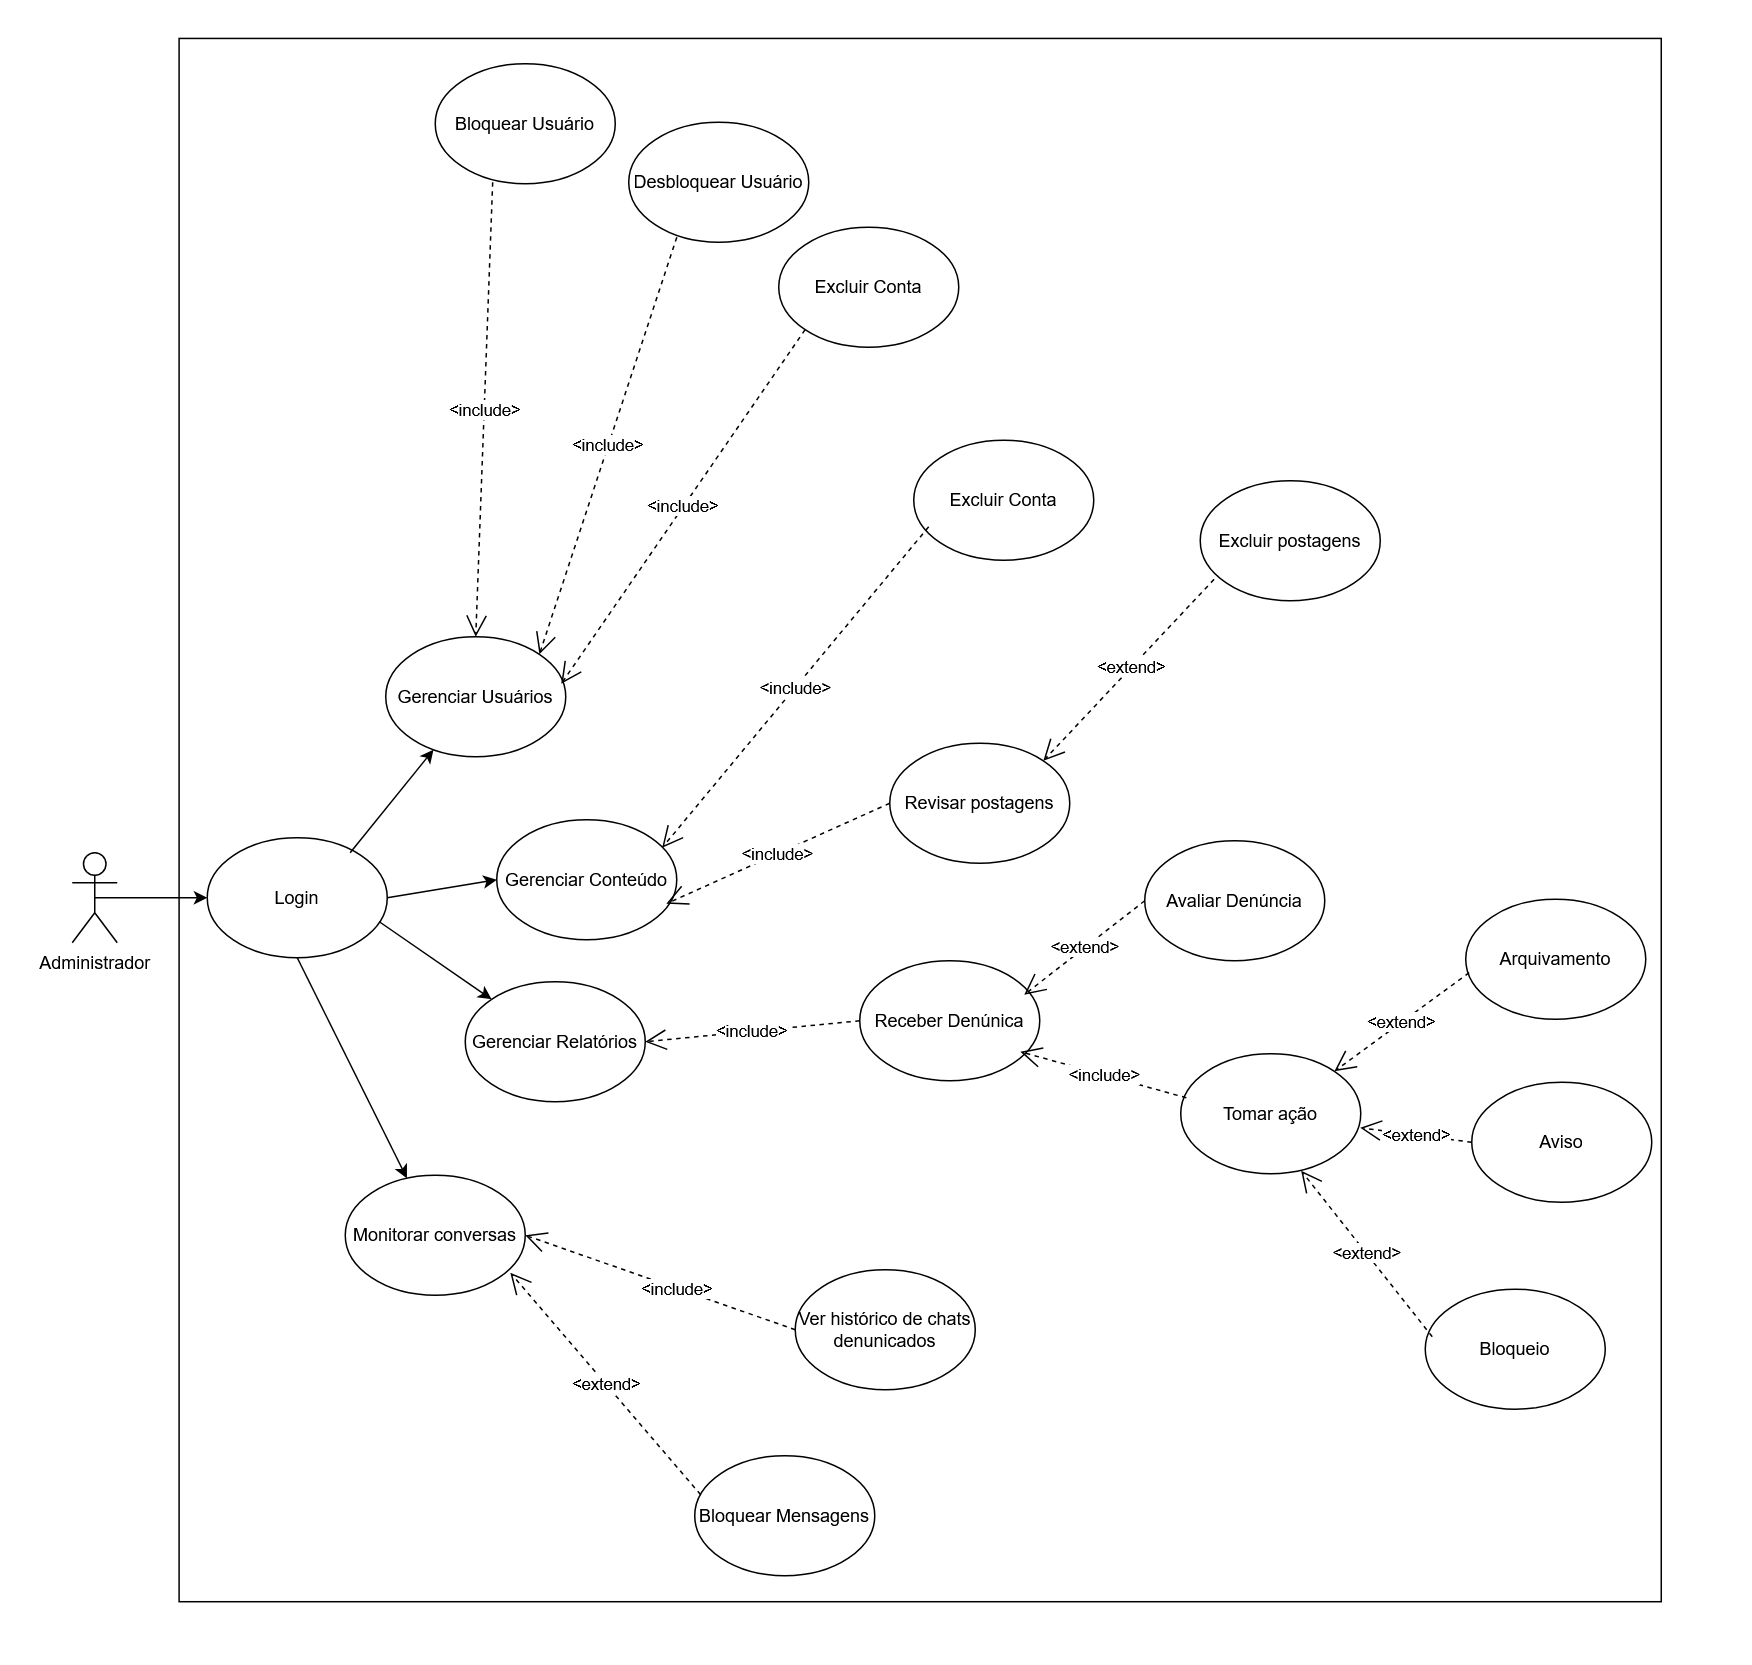 Bloquear Usuário
Desbloquear Usuário
Excluir Conta
<include>
<include>
<include>
Excluir Conta
Excluir postagens
<extend>
<include>
Gerenciar Usuários
Revisar postagens
<include>
Gerenciar Conteúdo
Login
Avaliar Denúncia
<extend>
Administrador
Arquivamento
Receber Denúnica
<include>
<extend>
Gerenciar Relatórios
<include>
Tomar ação
<extend>
Aviso
Monitorar conversas
<extend>
<include>
Ver histórico de chats
denunicados
Bloqueio
<extend>
Bloquear Mensagens